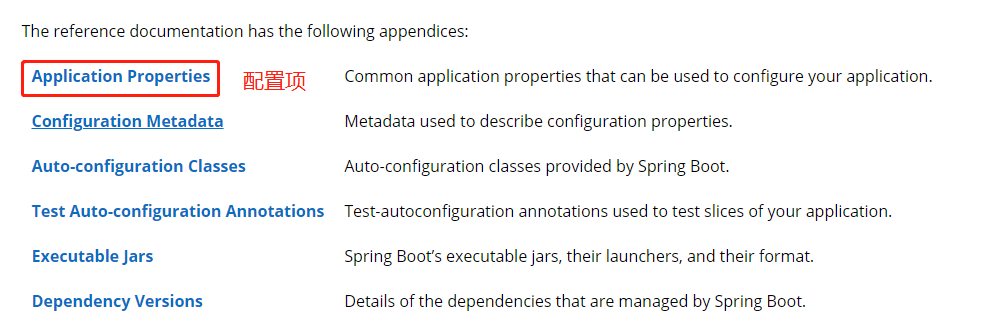 The reference documentation has the following appendices:
Application Properties 配置项 Common application properties that can be used to configure your application.
Configuration Metadata Metadata used to describe configuration properties.
Auto-configuration Classes Auto-configuration classes provided by Spring Boot.
Test Auto-configuration Annotations Test-autoconfiguration annotations used to test slices of your application.
Executable Jars Spring Boot’s executable jars, their launchers, and their format.
Dependency Versions Details of the dependencies that are managed by Spring Boot.